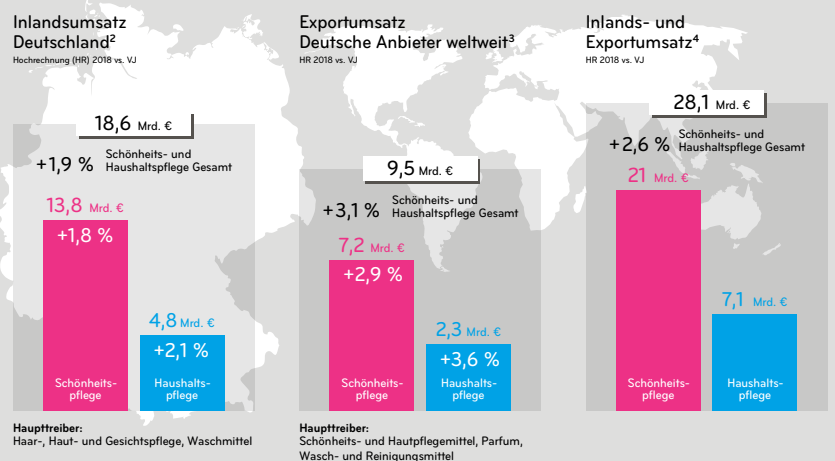 Inlandsumsatz
Deutschland²
Hochrechnung (HR) 2018 vs. VJ
18,6 Mrd. €
+1,9 % Schönheits- und
Haushaltspflege Gesamt
13,8 Mrd. €
+1,8 %
4,8 Mrd. €
+2,1 %
Schönheits-
pflege
Haushalts-
pflege
Haupttreiber:
Haar-, Haut- und Gesichtspflege, Waschmittel
Exportumsatz
Deutsche Anbieter weltweit³
HR 2018 vs. VJ
9,5 Mrd. €
+3,1 % Schönheits- und
Haushaltspflege Gesamt
7,2 Mrd. €
+2,9 %
2,3 Mrd. €
+3,6 %
Schönheits-
pflege
Haushalts-
pflege
Haupttreiber:
Schönheits- und Hautpflegemittel, Parfum,
Wasch- und Reinigungsmittel
Inlands- und
Exportumsatz⁴
HR 2018 vs. VJ
28,1 Mrd. €
+2,6 % Schönheits- und
Haushaltspflege Gesamt
21 Mrd. €
7,1 Mrd. €
Schönheits-
pflege
Haushalts-
pflege